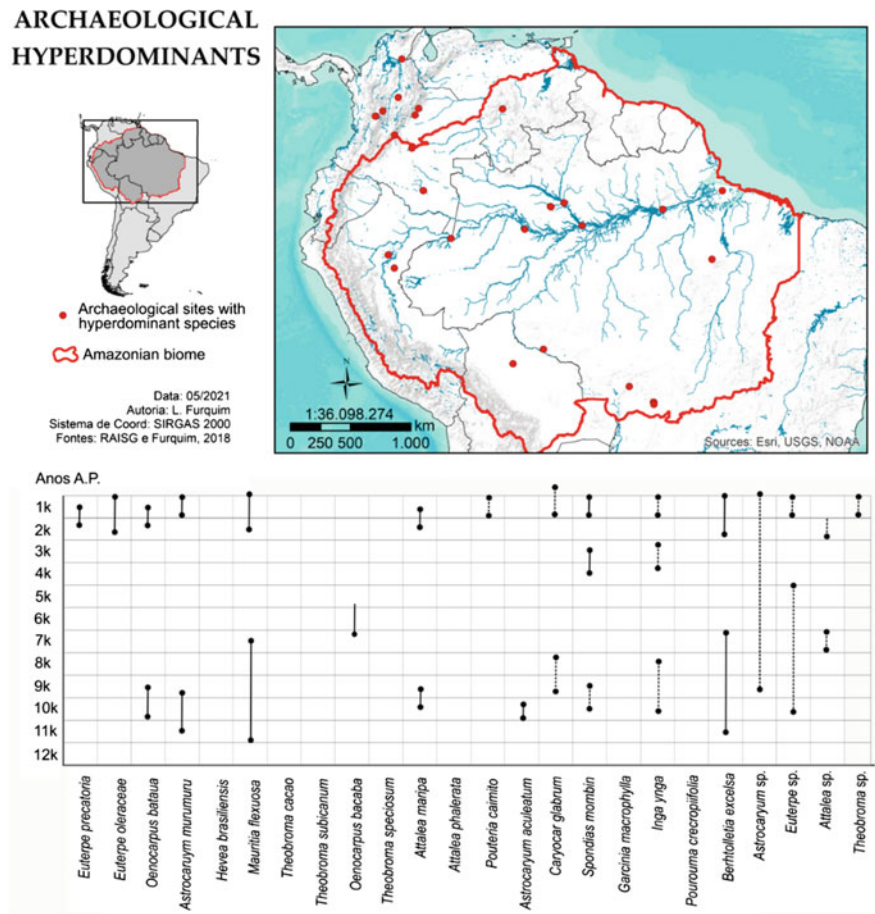 ARCHAEOLOGICAL
HYPERDOMINANTS
Archaeological sites with
hyperdominant species
Amazonian biome
Data: 05/2021
Autoria: L. Furquim
Sistema de Coord: SIRGAS 2000
Fontes: RAISG e Furquim, 2018
N
1:36.098.274
km
0 250 500 1.000
Sources: Esri, USGS, NOAA
Anos A.P.
1k
2k
3k
4k
5k
6k
7k
8k
9k
10k
11k
12k
Euterpe precatoria
Euterpe oleraceae
Oenocarpus bataua
Astrocaruym murumuru
Hevea brasiliensis
Mauritia flexuosa
Theobroma cacao
Theobroma subicanum
Oenocarpus bacaba
Theobroma speciosum
Attalea maripa
Attalea phalerata
Pouteria caimito
Astrocaryum aculeatum
Caryocar glabrum
Spondias mombin
Garcinia macrophylla
Inga ynga
Pourouma crecropiifolia
Berhtolletia excelsa
Astrocaryum sp.
Euterpe sp.
Attalea sp.
Theobroma sp.